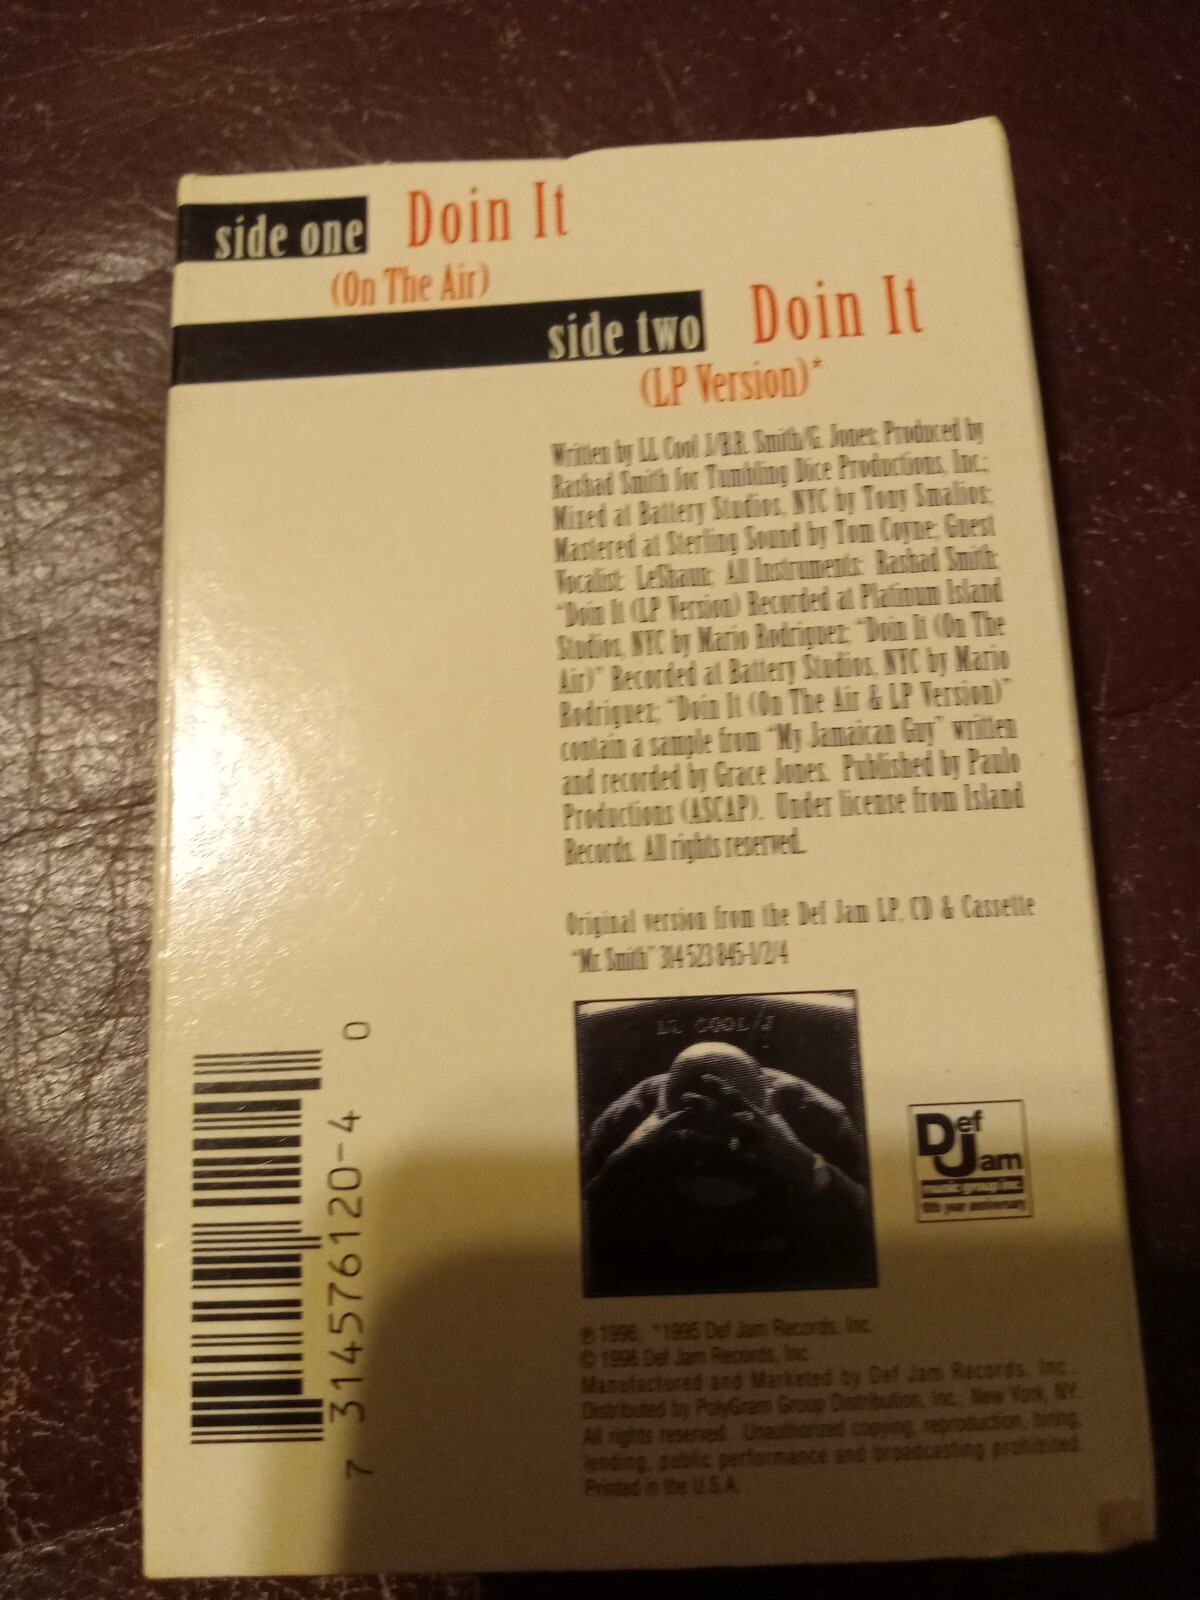 side one Doin It
(On The Air)
side two Doin It
(LP Version)*
Written by LL Cool J/B.R. Smith/G. Jones; Produced by
Rashad Smith for Tumbling Dice Productions, Inc.;
Mixed at Battery Studios, NYC by Tony Smalios;
Mastered at Sterling Sound by Tom Coyne; Guest
Vocalist: LeShaun; All Instruments: Rashad Smith;
"Doin It (LP Version) Recorded at Platinum Island
Studios, NYC by Mario Rodriguez; "Doin It (On The
Air)" Recorded at Battery Studios, NYC by Mario
Rodriguez; "Doin It (On The Air & LP Version)"
contain a sample from "My Jamaican Guy" written
and recorded by Grace Jones. Published by Paulo
Productions (ASCAP). Under license from Island
Records. All rights reserved.
Original version from the Def Jam LP, CD & Cassette
"Mr. Smith" 314 523 845-1/2/4
LL COOL J
Def
Jam
music group inc.
10th year anniversary
7 31457 6120-4 0
℗ 1996, *1995 Def Jam Records, Inc.
© 1996 Def Jam Records, Inc
Manufactured and Marketed by Def Jam Records, Inc.,
Distributed by PolyGram Group Distribution, Inc. New York, NY.
All rights reserved. Unauthorized copying, reproduction, hiring,
lending, public performance and broadcasting prohibited.
Printed in the U.S.A.